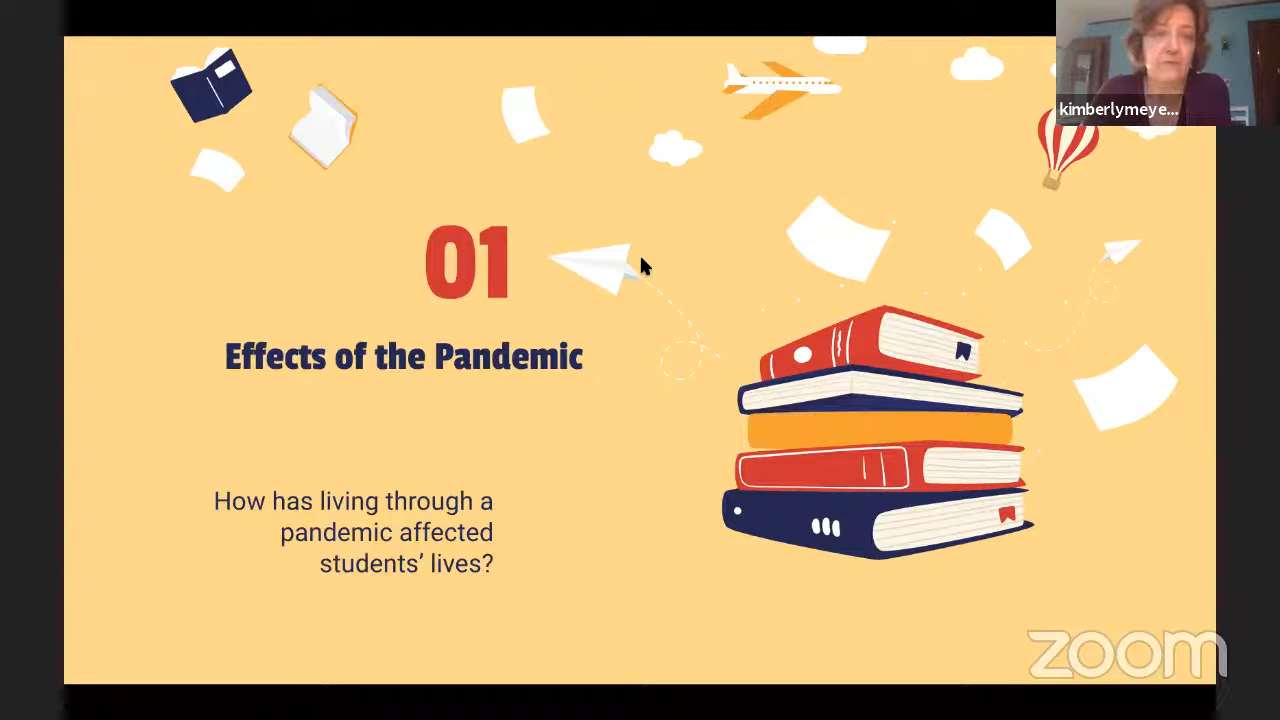 kimberlymeye...
01
Effects of the Pandemic
How has living through a
pandemic affected
students’ lives?
zoom